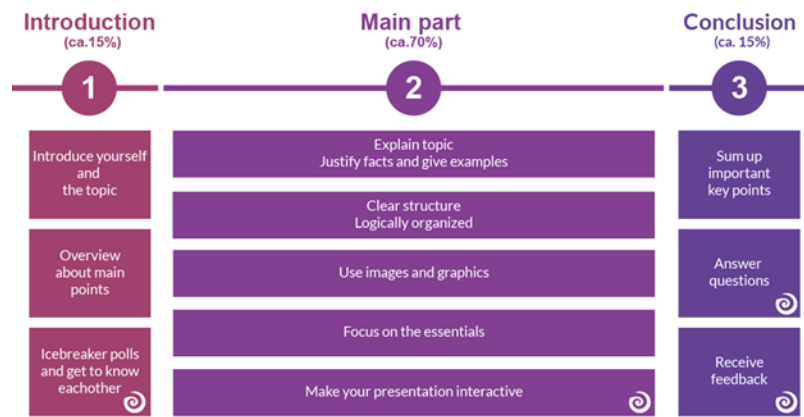 Introduction
(ca.15%)
1
Introduce yourself
and
the topic
Overview
about main
points
Icebreaker polls
and get to know
eachother
Main part
(ca.70%)
2
Explain topic
Justify facts and give examples
Clear structure
Logically organized
Use images and graphics
Focus on the essentials
Make your presentation interactive
Conclusion
(ca. 15%)
3
Sum up
important
key points
Answer
questions
Receive
feedback